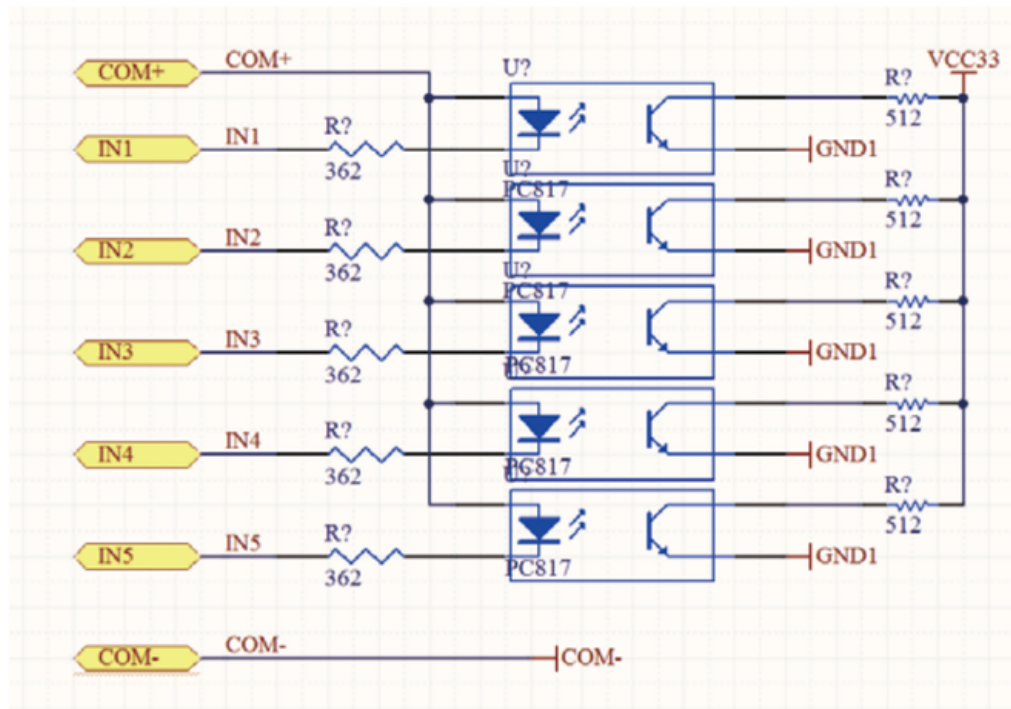 COM+ COM+ U? VCC33
R?
512
IN1 IN1 R? GND1
362
U?
PC817
R?
512
IN2 IN2 R? GND1
362
U?
PC817
R?
512
IN3 IN3 R? GND1
362
PC817
R?
512
IN4 IN4 R? GND1
362
PC817
U?
R?
512
IN5 IN5 R? GND1
362
PC817
COM- COM- COM-